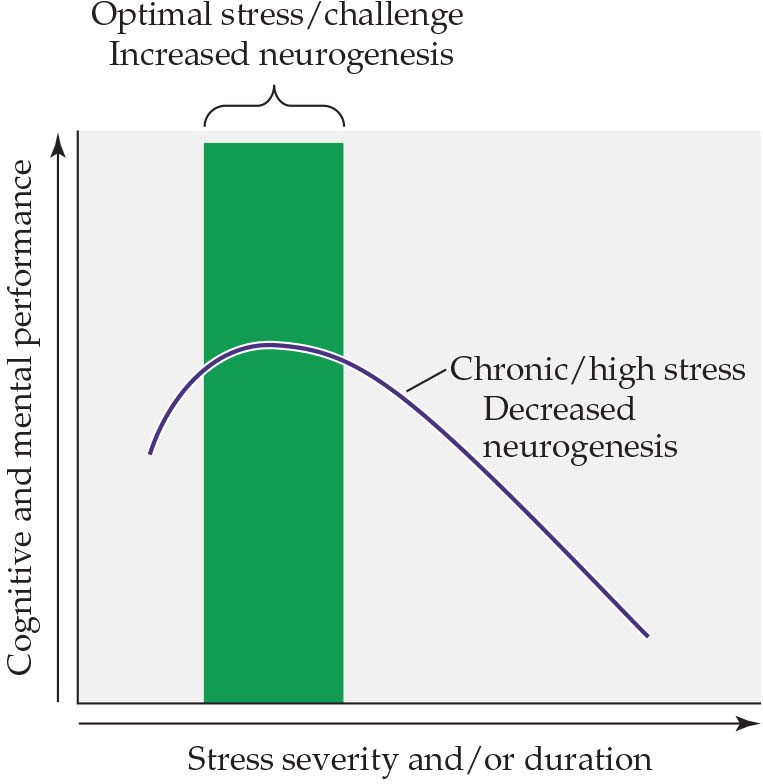 Optimal stress/challenge
Increased neurogenesis
Cognitive and mental performance
Chronic/high stress
Decreased
neurogenesis
Stress severity and/or duration